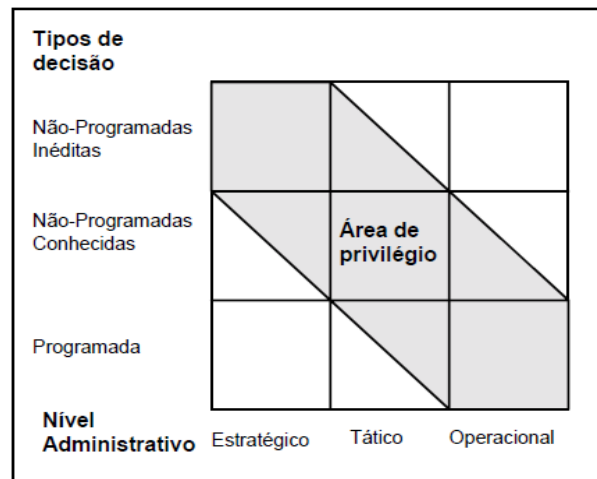 Tipos de
decisão
Não-Programadas
Inéditas
Não-Programadas
Conhecidas
Área de
privilégio
Programada
Nível
Administrativo
Estratégico
Tático
Operacional